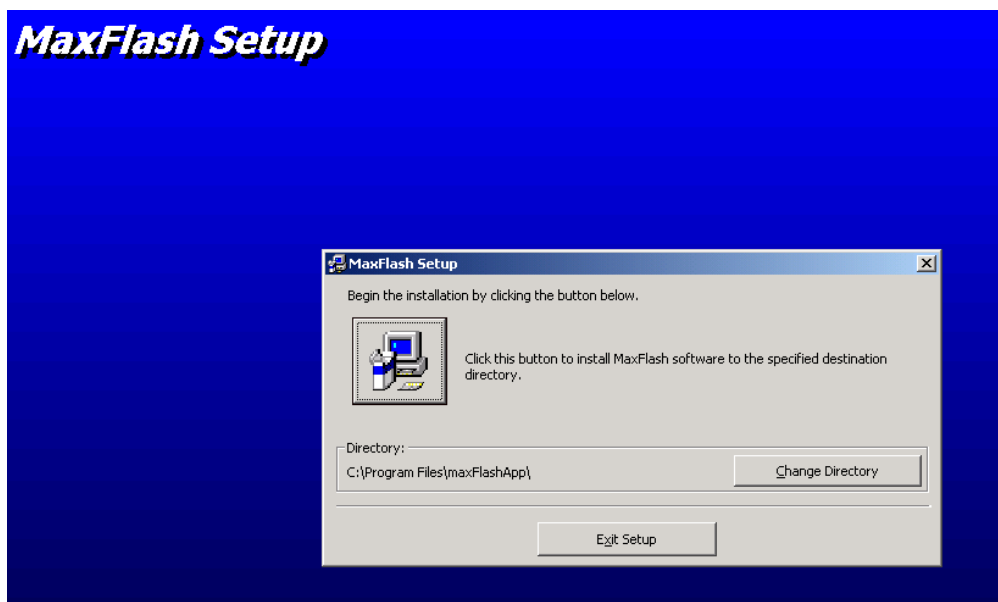 MaxFlash Setup
MaxFlash Setup
Begin the installation by clicking the button below.
Click this button to install MaxFlash software to the specified destination
directory.
Directory:
C:\Program Files\maxFlashApp\
Change Directory
Exit Setup